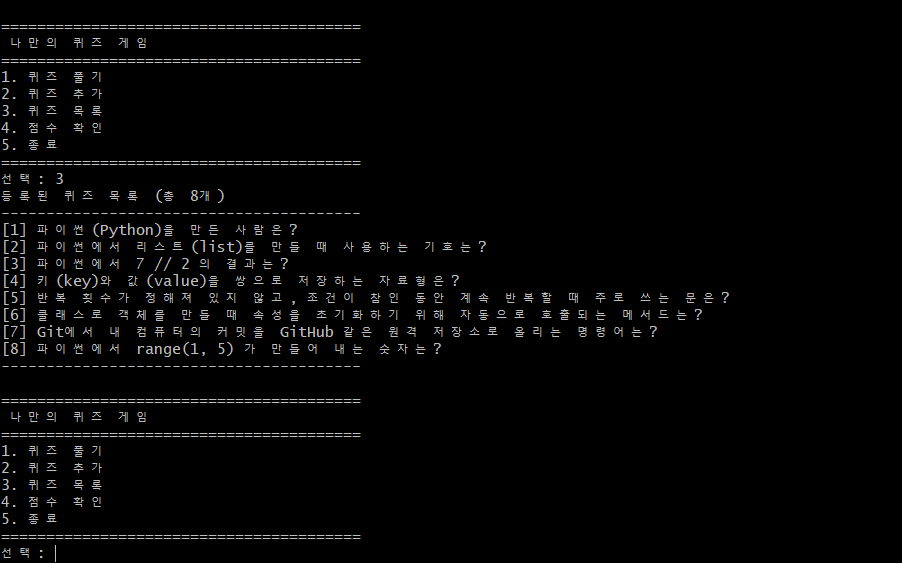 ========================================
나만의 퀴즈 게임
========================================
1. 퀴즈 풀기
2. 퀴즈 추가
3. 퀴즈 목록
4. 점수 확인
5. 종료
========================================
선택: 3
등록된 퀴즈 목록 (총 8개)
----------------------------------------
[1] 파이썬(Python)을 만든 사람은?
[2] 파이썬에서 리스트(list)를 만들 때 사용하는 기호는?
[3] 파이썬에서 7 // 2 의 결과는?
[4] 키(key)와 값(value)을 쌍으로 저장하는 자료형은?
[5] 반복 횟수가 정해져 있지 않고, 조건이 참인 동안 계속 반복할 때 주로 쓰는 문은?
[6] 클래스로 객체를 만들 때 속성을 초기화하기 위해 자동으로 호출되는 메서드는?
[7] Git에서 내 컴퓨터의 커밋을 GitHub 같은 원격 저장소로 올리는 명령어는?
[8] 파이썬에서 range(1, 5) 가 만들어 내는 숫자는?
----------------------------------------
========================================
나만의 퀴즈 게임
========================================
1. 퀴즈 풀기
2. 퀴즈 추가
3. 퀴즈 목록
4. 점수 확인
5. 종료
========================================
선택: